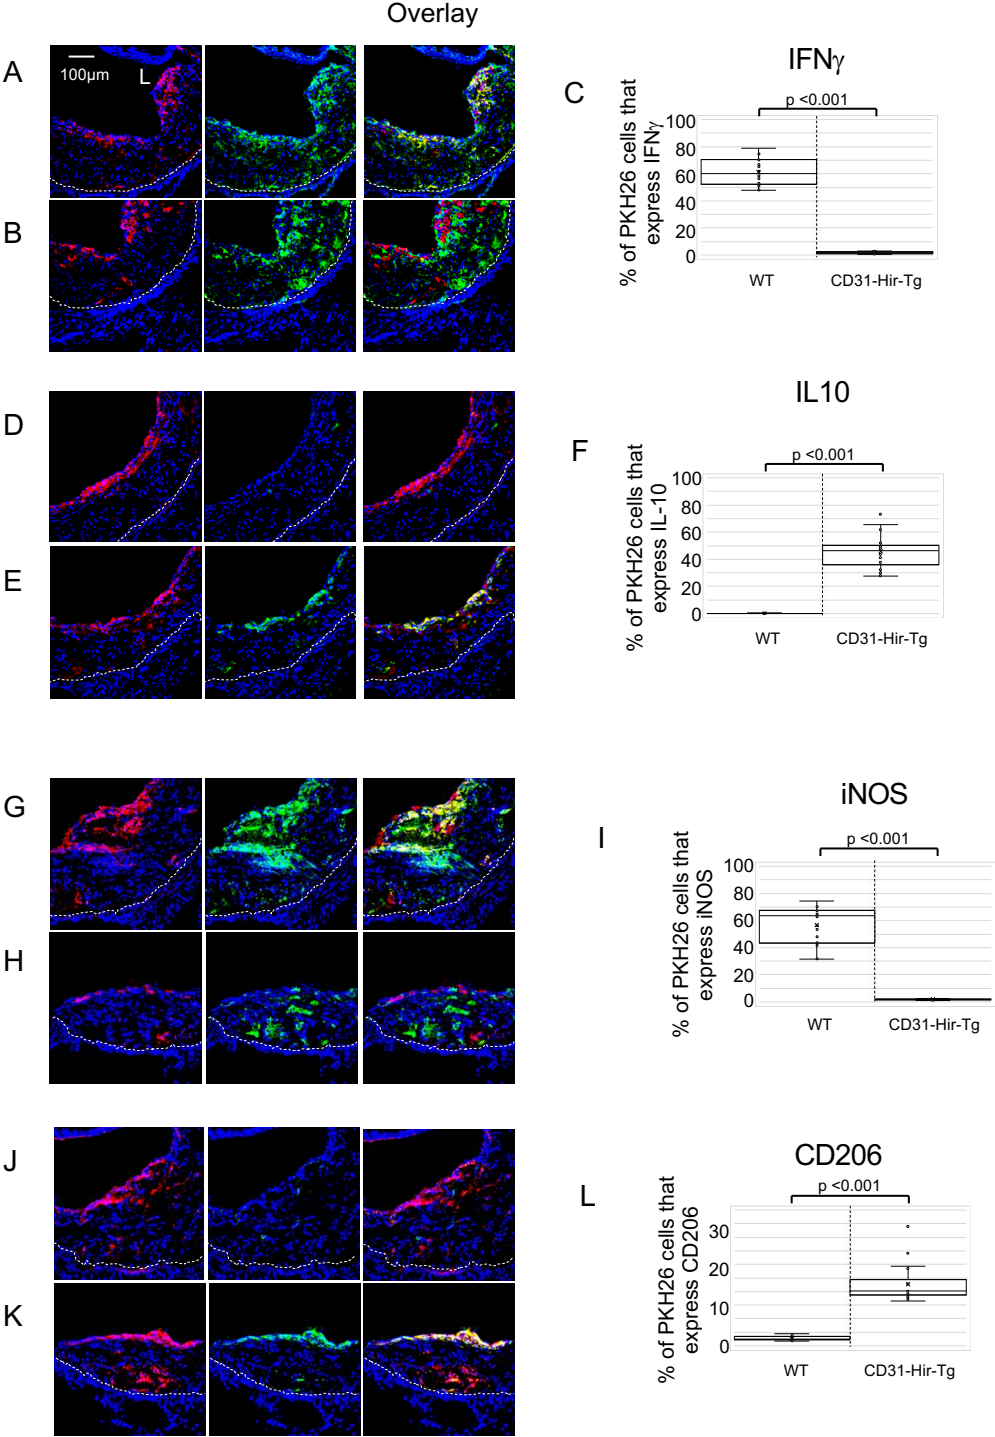 Overlay
A
100μm
L
B
IFNγ
C
p <0.001
% of PKH26 cells that
express IFNγ
100
80
60
40
20
0
WT
CD31-Hir-Tg
D
E
IL10
F
p <0.001
% of PKH26 cells that
express IL-10
100
80
60
40
20
0
WT
CD31-Hir-Tg
G
H
iNOS
I
p <0.001
% of PKH26 cells that
express iNOS
100
80
60
40
20
0
WT
CD31-Hir-Tg
J
K
CD206
L
p <0.001
% of PKH26 cells that
express CD206
30
20
10
0
WT
CD31-Hir-Tg